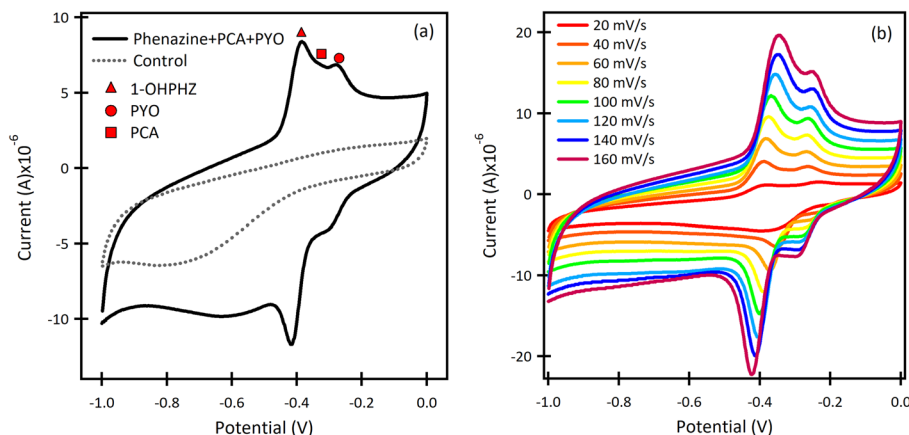 (a)
Phenazine+PCA+PYO
Control
1-OHPHZ
PYO
PCA
Current (A)x10⁻⁶
10
5
0
-5
-10
-1.0 -0.8 -0.6 -0.4 -0.2 0.0
Potential (V)
(b)
20 mV/s
40 mV/s
60 mV/s
80 mV/s
100 mV/s
120 mV/s
140 mV/s
160 mV/s
Current (A)x10⁻⁶
20
10
0
-10
-20
-1.0 -0.8 -0.6 -0.4 -0.2 0.0
Potential (V)